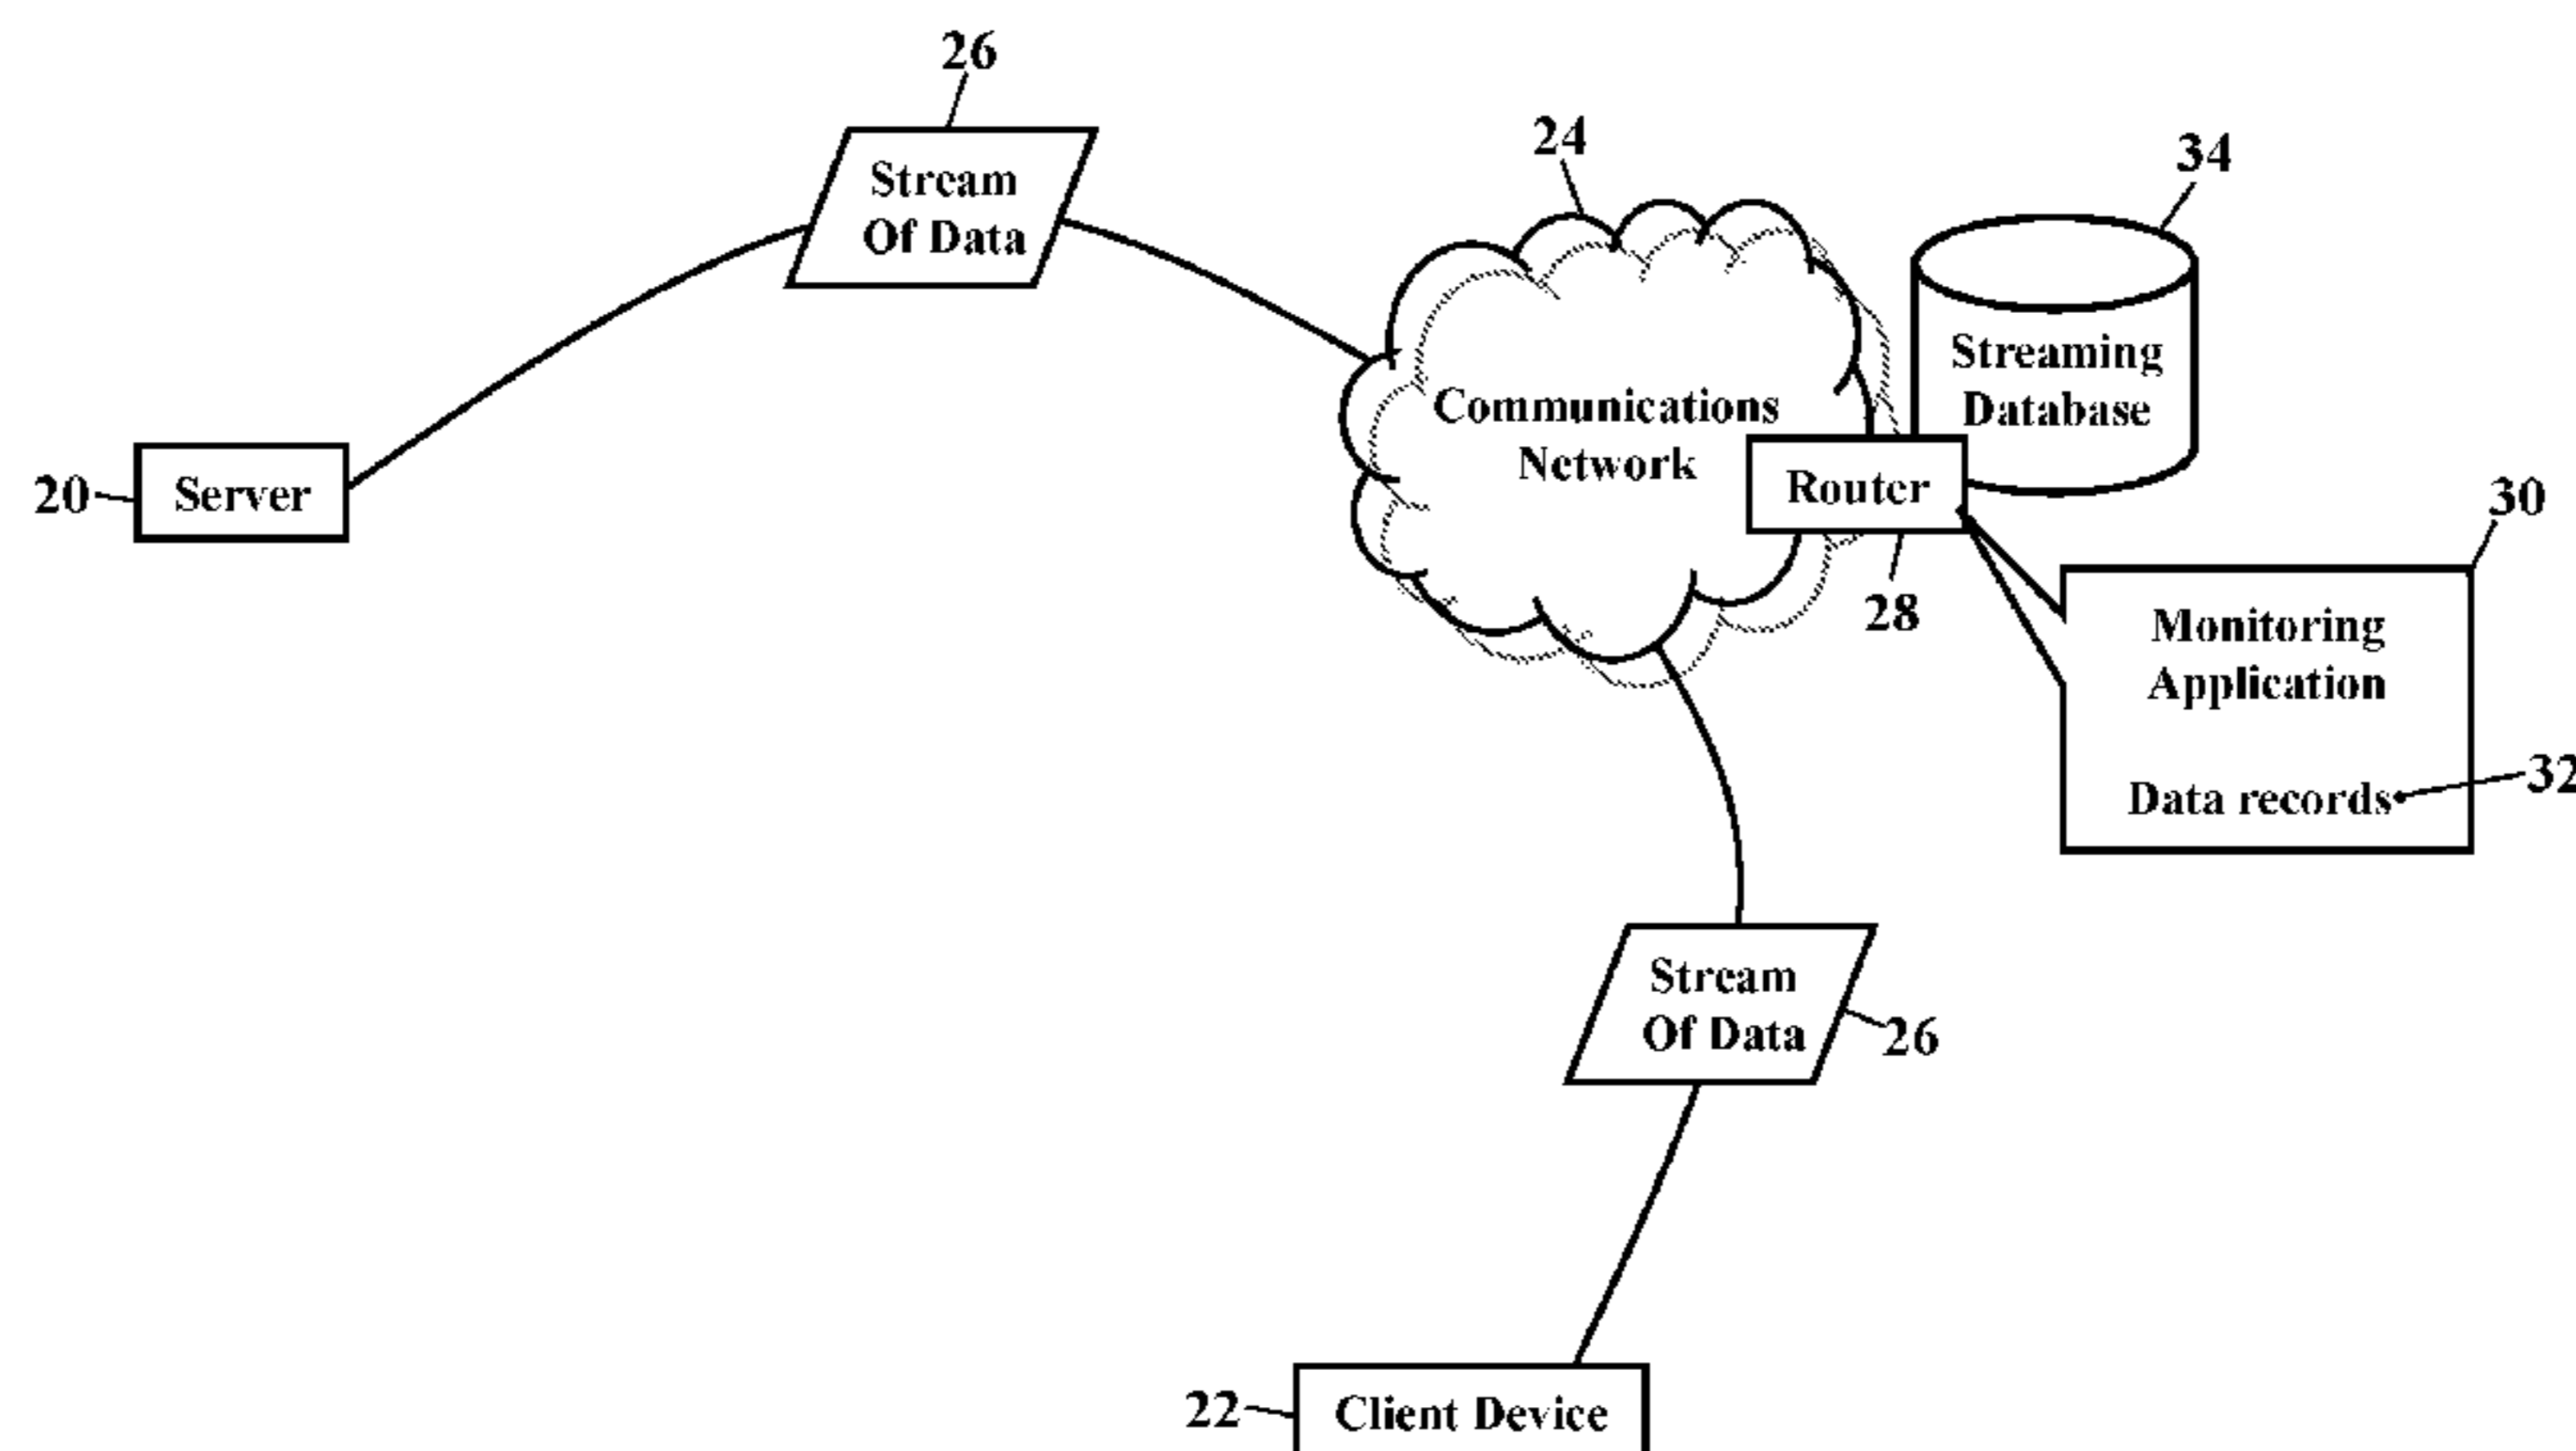 26
Stream
Of Data
24
34
Streaming
Database
Communications
Network
Router
20
Server
30
28
Monitoring
Application
Data records
32
Stream
Of Data
26
22
Client Device